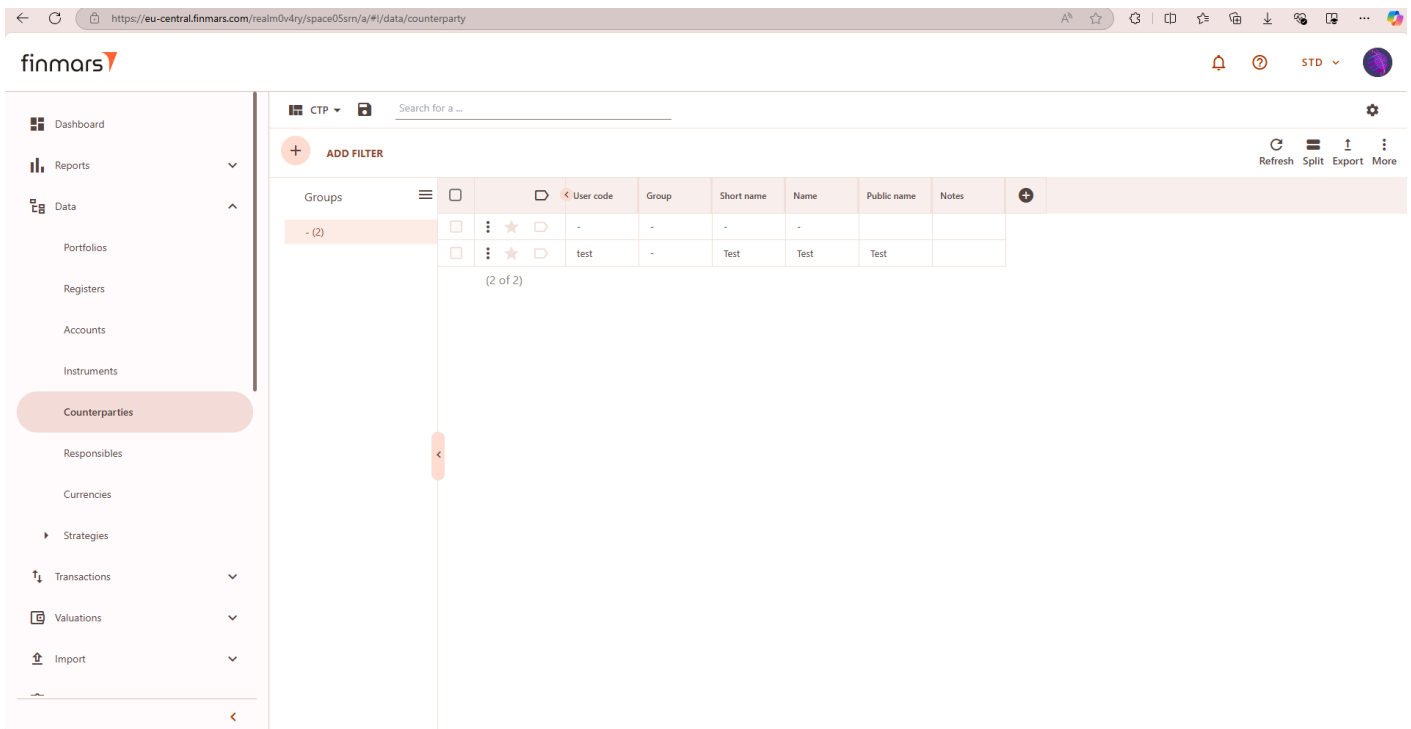 https://eu-central.finmars.com/realm0v4ry/space05srn/a/#!/data/counterparty
finmars
STD
Dashboard
Reports
Data
Portfolios
Registers
Accounts
Instruments
Counterparties
Responsibles
Currencies
Strategies
Transactions
Valuations
Import
CTP
Search for a ...
ADD FILTER
Refresh Split Export More
Groups
- (2)
User code Group Short name Name Public name Notes
- - - -
test - Test Test Test
(2 of 2)